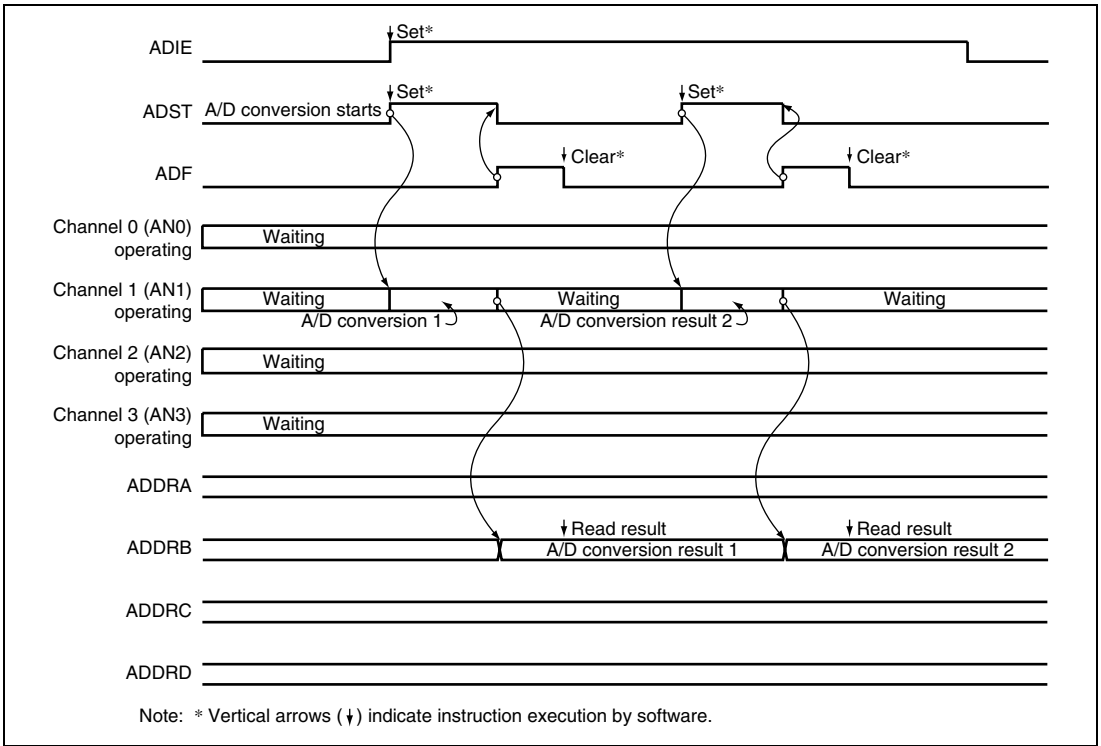 ADIE
Set*
ADST
A/D conversion starts
Set*
Set*
ADF
Clear*
Clear*
Channel 0 (AN0)
operating
Waiting
Channel 1 (AN1)
operating
Waiting
Waiting
Waiting
A/D conversion 1
A/D conversion result 2
Channel 2 (AN2)
operating
Waiting
Channel 3 (AN3)
operating
Waiting
ADDRA
ADDRB
Read result
Read result
A/D conversion result 1
A/D conversion result 2
ADDRC
ADDRD
Note: * Vertical arrows (↓) indicate instruction execution by software.